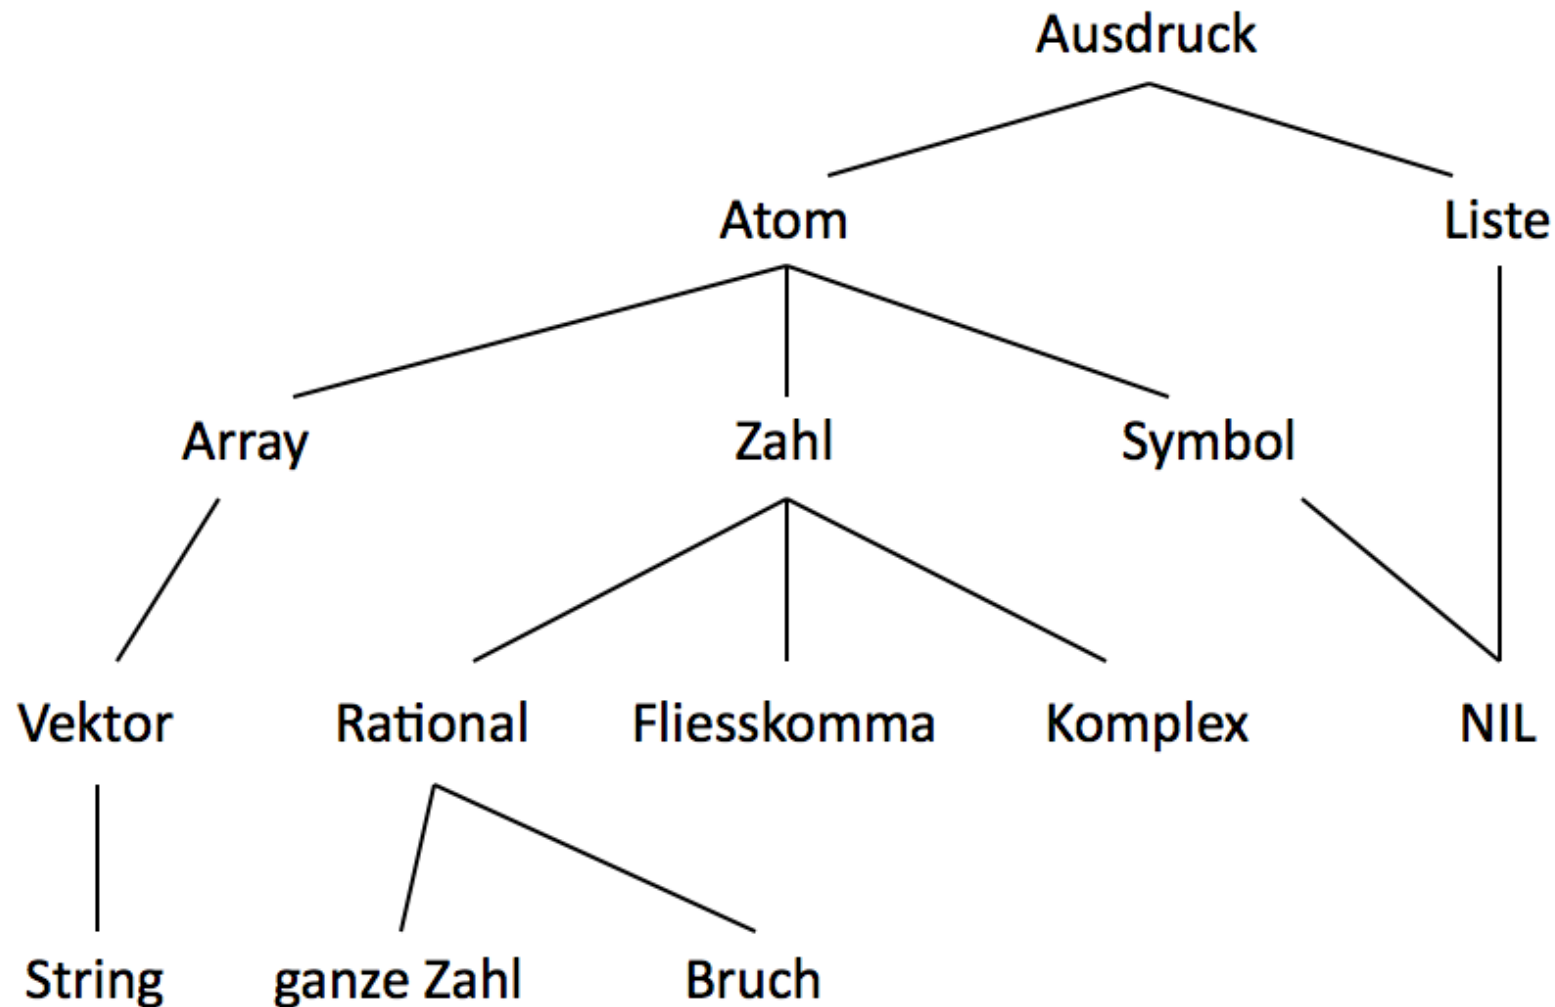 Ausdruck
Atom
Liste
Array
Zahl
Symbol
Vektor
Rational
Fliesskomma
Komplex
NIL
String
ganze Zahl
Bruch